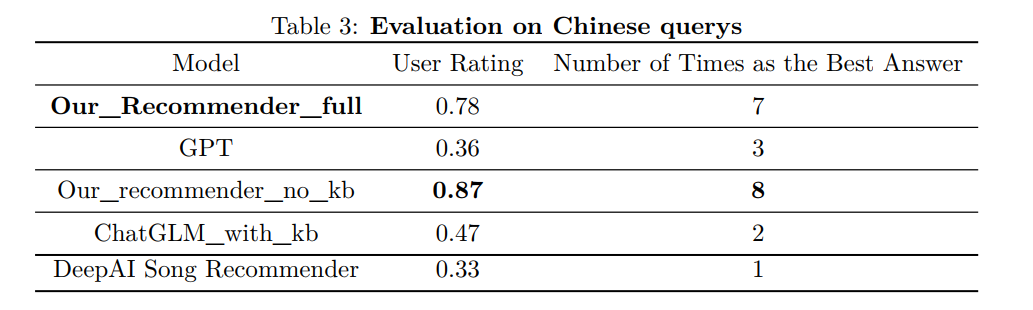 Table 3: Evaluation on Chinese querys
Model User Rating Number of Times as the Best Answer
Our_Recommender_full 0.78 7
GPT 0.36 3
Our_recommender_no_kb 0.87 8
ChatGLM_with_kb 0.47 2
DeepAI Song Recommender 0.33 1